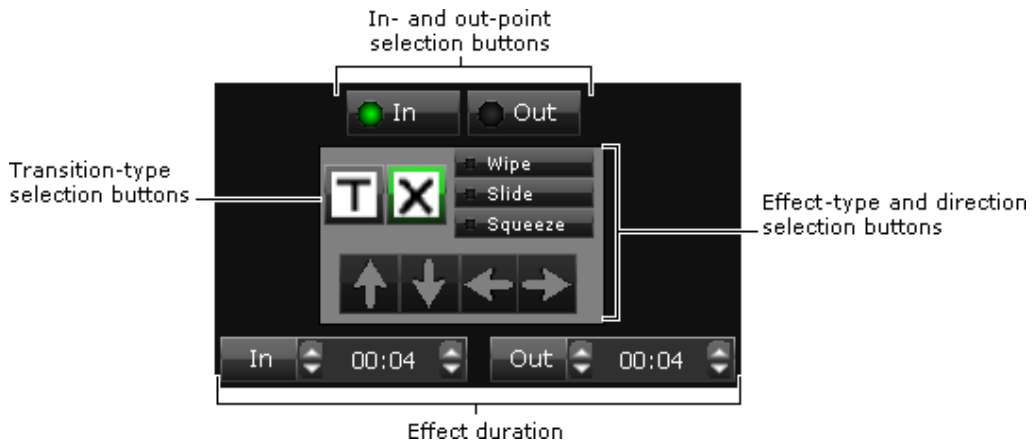 In- and out-point
selection buttons
In Out
Transition-type
selection buttons
T X
Wipe
Slide
Squeeze
Effect-type and direction
selection buttons
In 00:04 Out 00:04
Effect duration